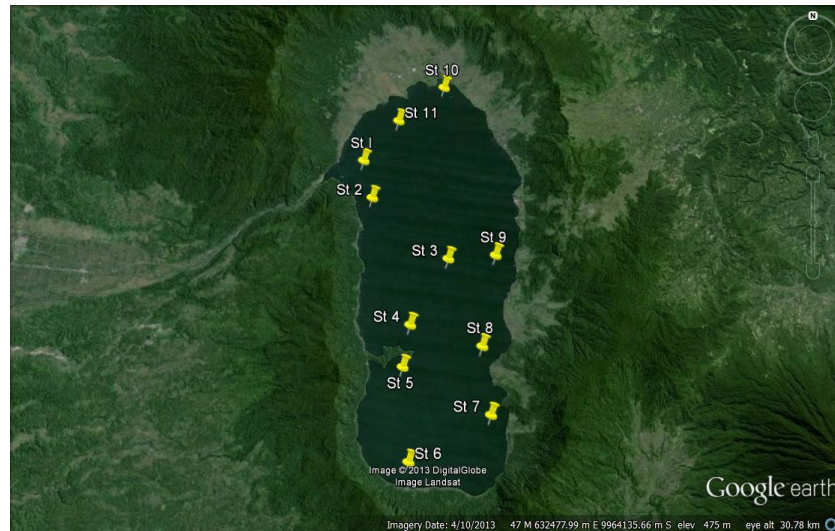 N
St 10
St 11
St I
St 2
St 9
St 3
St 4
St 8
St 5
St 7
St 6
Image © 2013 DigitalGlobe
Image Landsat
Google earth
Imagery Date: 4/10/2013 47 M 632477.99 m E 9964135.66 m S elev 475 m eye alt 30.78 km